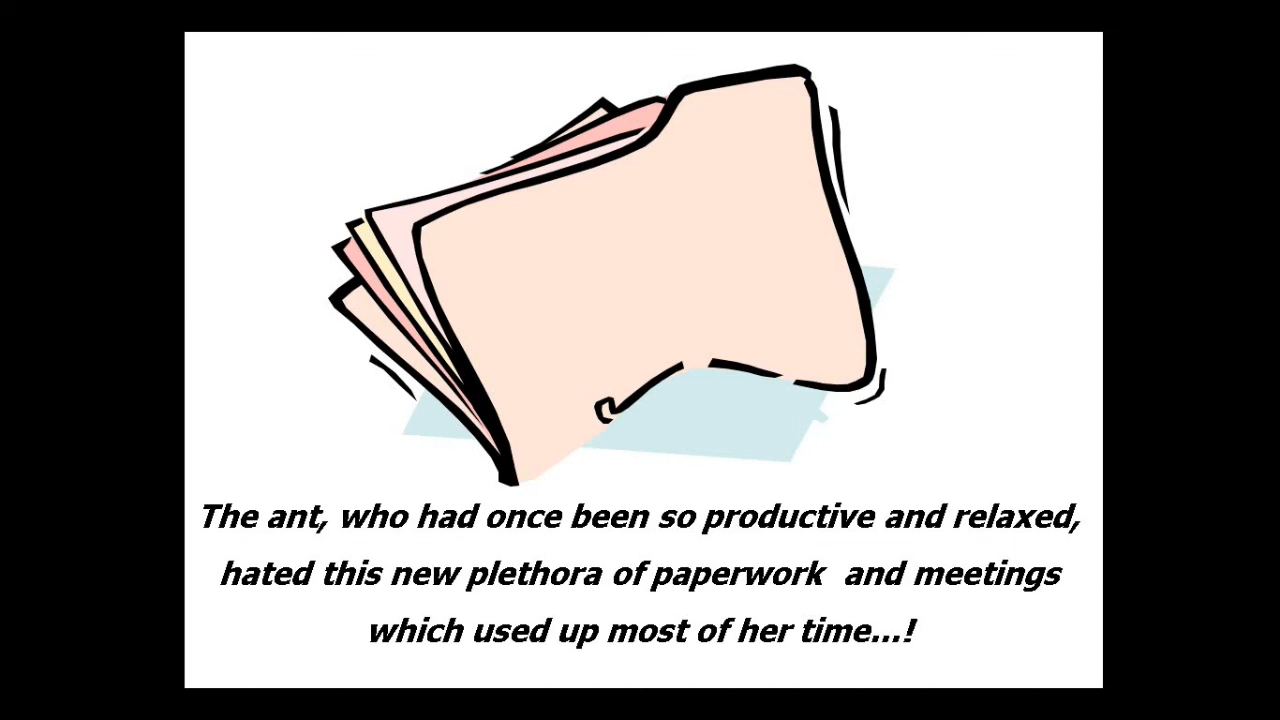 The ant, who had once been so productive and relaxed,
hated this new plethora of paperwork  and meetings
which used up most of her time...!